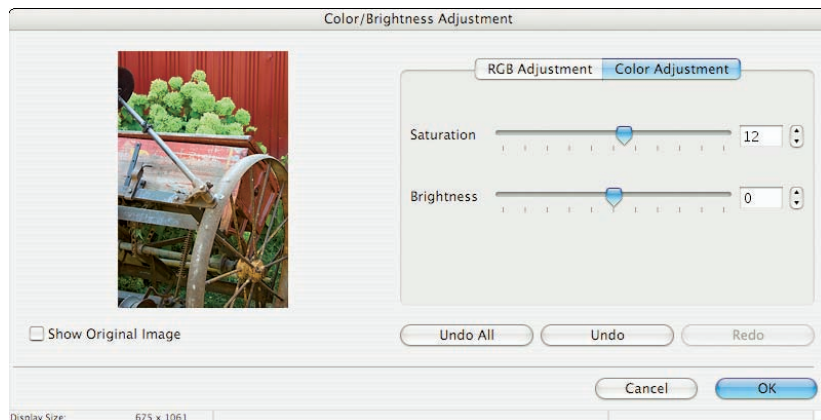 Color/Brightness Adjustment
RGB Adjustment Color Adjustment
Saturation 12
Brightness 0
Show Original Image
Undo All Undo Redo
Cancel OK
Display Size: 675 x 1061